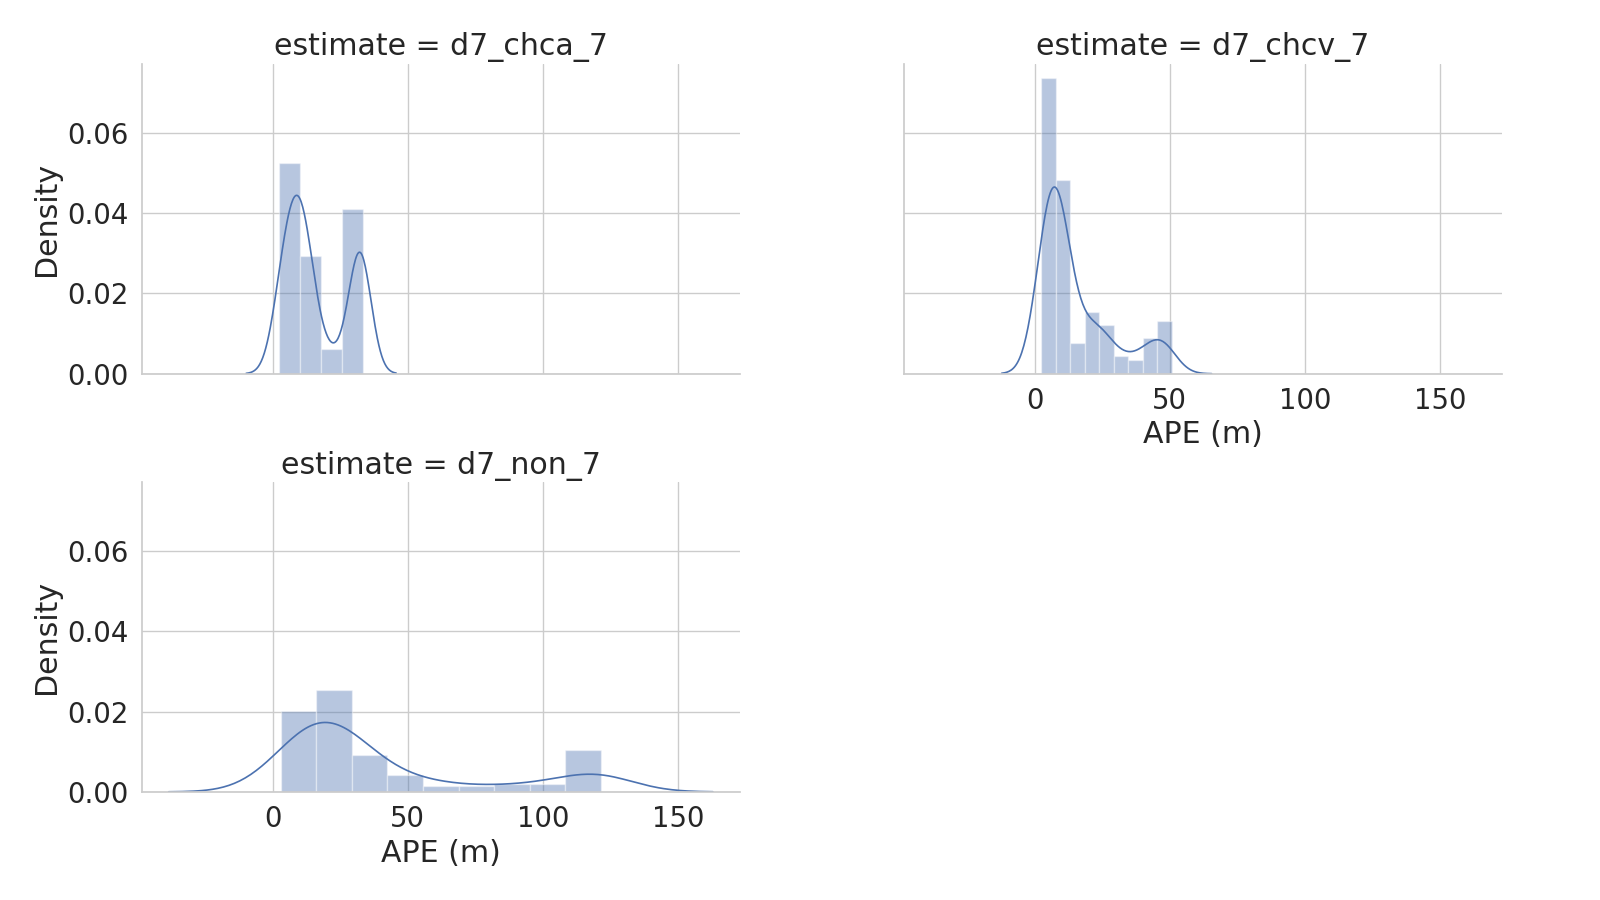 estimate = d7_chca_7
estimate = d7_chcv_7
0.06
0.04
0.02
0.00
Density
0 50 100 150
APE (m)
estimate = d7_non_7
0.06
0.04
0.02
0.00
Density
0 50 100 150
APE (m)